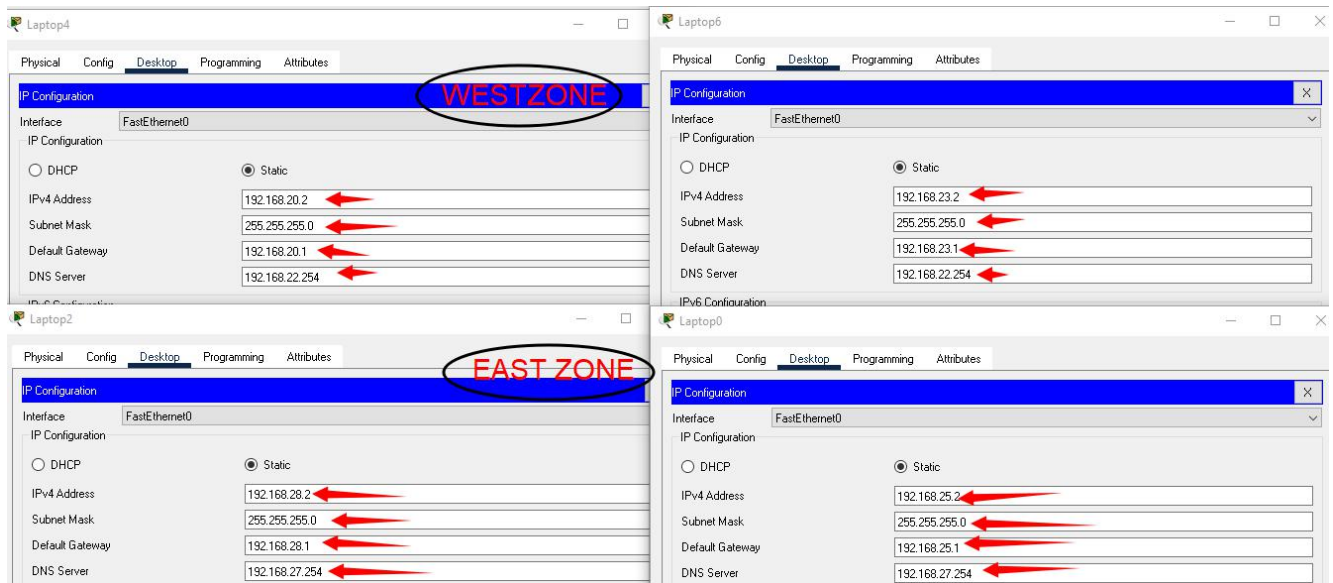 Laptop4
Physical Config Desktop Programming Attributes
IP Configuration
WESTZONE
Interface FastEthernet0
IP Configuration
DHCP Static
IPv4 Address 192.168.20.2
Subnet Mask 255.255.255.0
Default Gateway 192.168.20.1
DNS Server 192.168.22.254
Laptop6
Physical Config Desktop Programming Attributes
IP Configuration X
Interface FastEthernet0
IP Configuration
DHCP Static
IPv4 Address 192.168.23.2
Subnet Mask 255.255.255.0
Default Gateway 192.168.23.1
DNS Server 192.168.22.254
IPv6 Configuration
Laptop2
Physical Config Desktop Programming Attributes
EAST ZONE
IP Configuration
Interface FastEthernet0
IP Configuration
DHCP Static
IPv4 Address 192.168.28.2
Subnet Mask 255.255.255.0
Default Gateway 192.168.28.1
DNS Server 192.168.27.254
Laptop0
Physical Config Desktop Programming Attributes
IP Configuration X
Interface FastEthernet0
IP Configuration
DHCP Static
IPv4 Address 192.168.25.2
Subnet Mask 255.255.255.0
Default Gateway 192.168.25.1
DNS Server 192.168.27.254